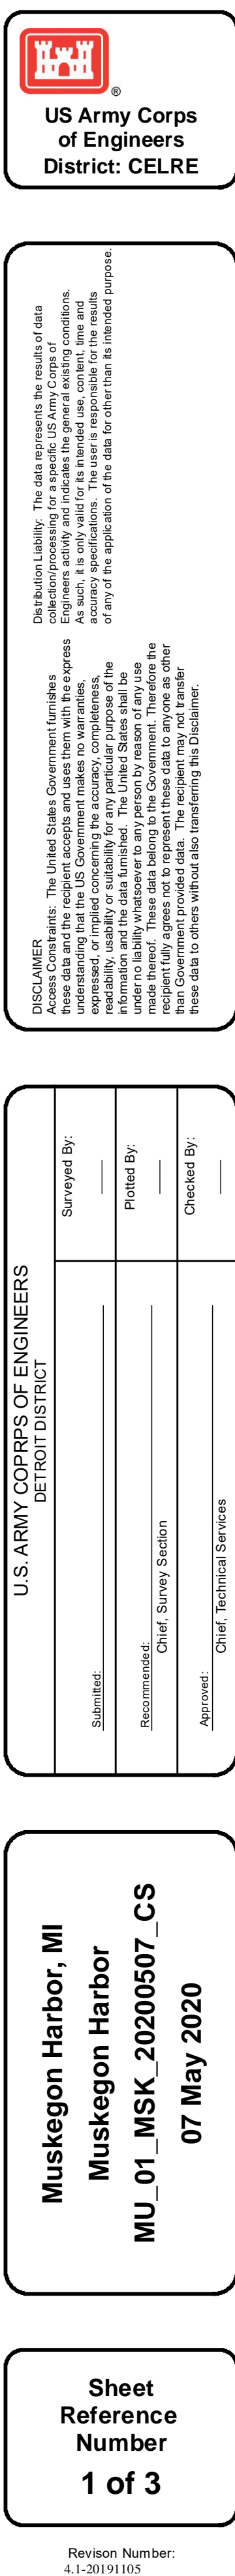 ®
US Army Corps
of Engineers
District: CELRE
DISCLAIMER
Access Constraints: The United States Government furnishes
these data and the recipient accepts and uses them with the express
understanding that the US Government makes no warranties,
expressed, or implied concerning the accuracy, completeness,
readability, usability or suitability for any particular purpose of the
information and the data furnished. The United States shall be
under no liability whatsoever to any person by reason of any use
made thereof. These data belong to the Government. Therefore the
recipient fully agrees not to represent these data to anyone as other
than Government provided data. The recipient may not transfer
these data to others without also transferring this Disclaimer.
Distribution Liability: The data represents the results of data
collection/processing for a specific US Army Corps of
Engineers activity and indicates the general existing conditions.
As such, it is only valid for its intended use, content, time and
accuracy specifications. The user is responsible for the results
of any of the application of the data for other than its intended purpose.
U.S. ARMY COPRPS OF ENGINEERS
DETROIT DISTRICT
Submitted:
Surveyed By:
Recommended:
Chief, Survey Section
Plotted By:
Approved:
Chief, Technical Services
Checked By:
Muskegon Harbor, MI
Muskegon Harbor
MU_01_MSK_20200507_CS
07 May 2020
Sheet
Reference
Number
1 of 3
Revison Number:
4.1-20191105